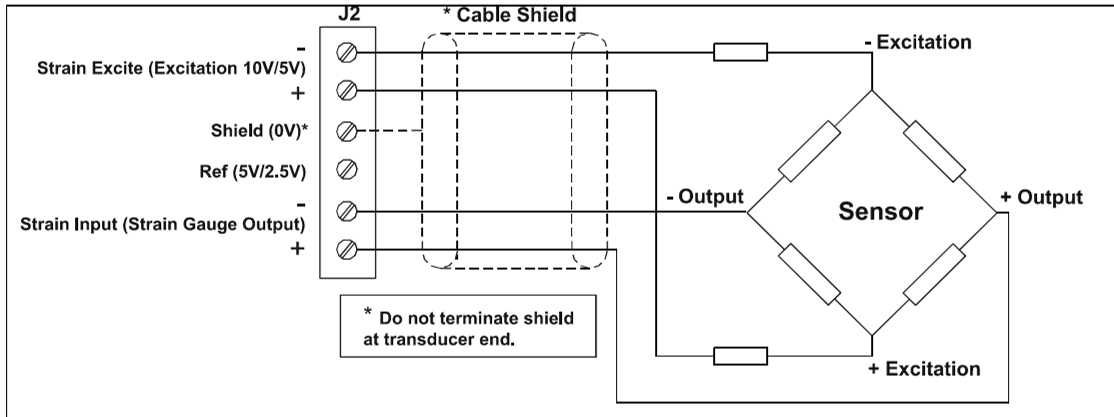 J2
* Cable Shield
-
Strain Excite (Excitation 10V/5V)
+
Shield (0V)*
Ref (5V/2.5V)
-
Strain Input (Strain Gauge Output)
+
- Excitation
- Output
Sensor
+ Output
+ Excitation
* Do not terminate shield
at transducer end.